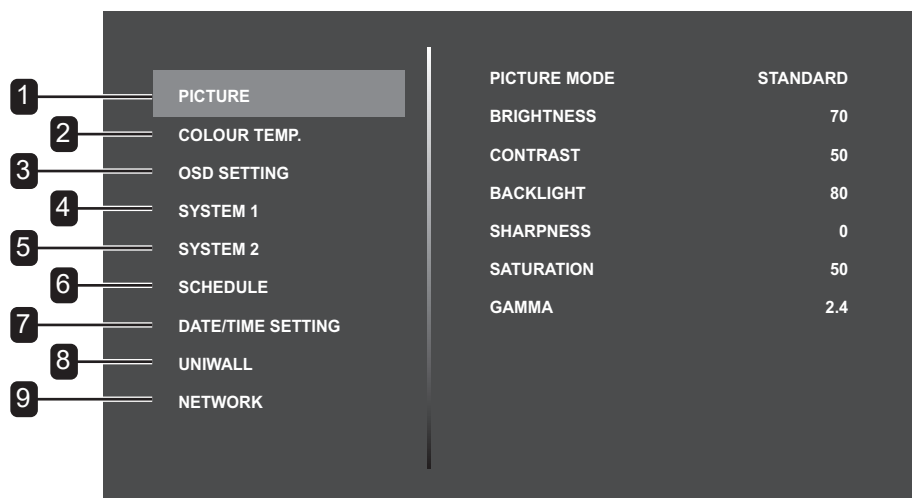 1 PICTURE
2 COLOUR TEMP.
3 OSD SETTING
4 SYSTEM 1
5 SYSTEM 2
6 SCHEDULE
7 DATE/TIME SETTING
8 UNIWALL
9 NETWORK
PICTURE MODE STANDARD
BRIGHTNESS 70
CONTRAST 50
BACKLIGHT 80
SHARPNESS 0
SATURATION 50
GAMMA 2.4